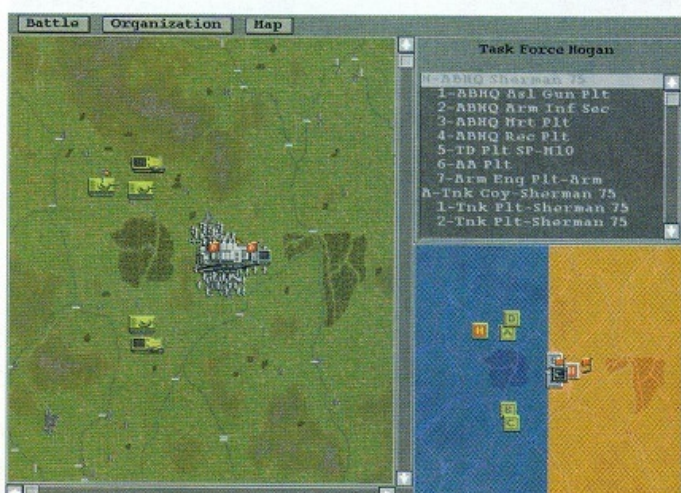 Battle Organization Map
Task Force Hogan
H-ABHQ Sherman 75
1-ABHQ Asl Gun Plt
2-ABHQ Arm Inf Sec
3-ABHQ Mrt Plt
4-ABHQ Rec Plt
5-TD Plt SP-M10
6-AA Plt
7-Arm Eng Plt-Arm
A-Tnk Coy-Sherman 75
1-Tnk Plt-Sherman 75
2-Tnk Plt-Sherman 75
D
H A
B
C